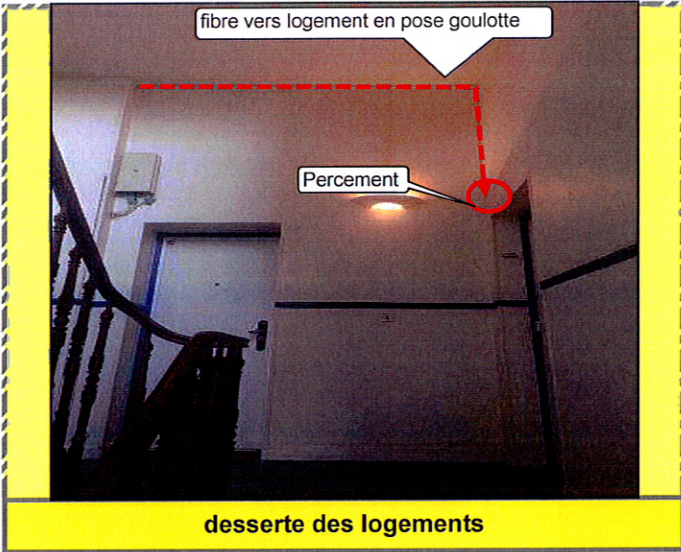 fibre vers logement en pose goulotte
Percement
desserte des logements